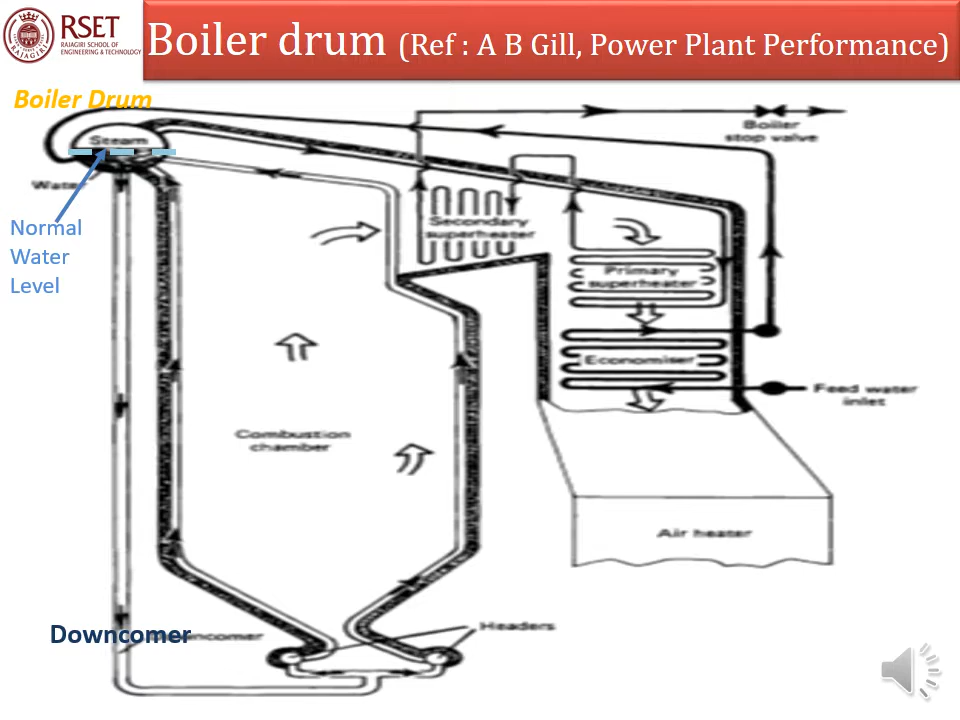 RSET
RAJAGIRI SCHOOL OF
ENGINEERING & TECHNOLOGY
RAJAGIRI
Boiler drum (Ref : A B Gill, Power Plant Performance)
Boiler Drum
Boiler
stop valve
Steam
Water
Normal
Water
Level
Secondary
superheater
Primary
superheater
Economiser
Feed water
inlet
Combustion
chamber
Air heater
Downcomer
Headers